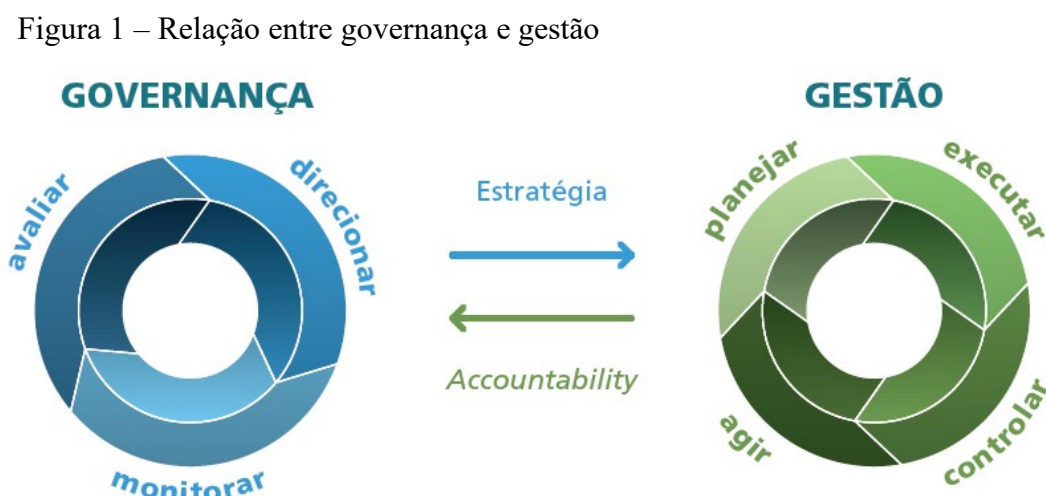 Figura 1 – Relação entre governança e gestão
GOVERNANÇA
avaliar
direcionar
monitorar
Estratégia
Accountability
GESTÃO
planejar
executar
controlar
agir